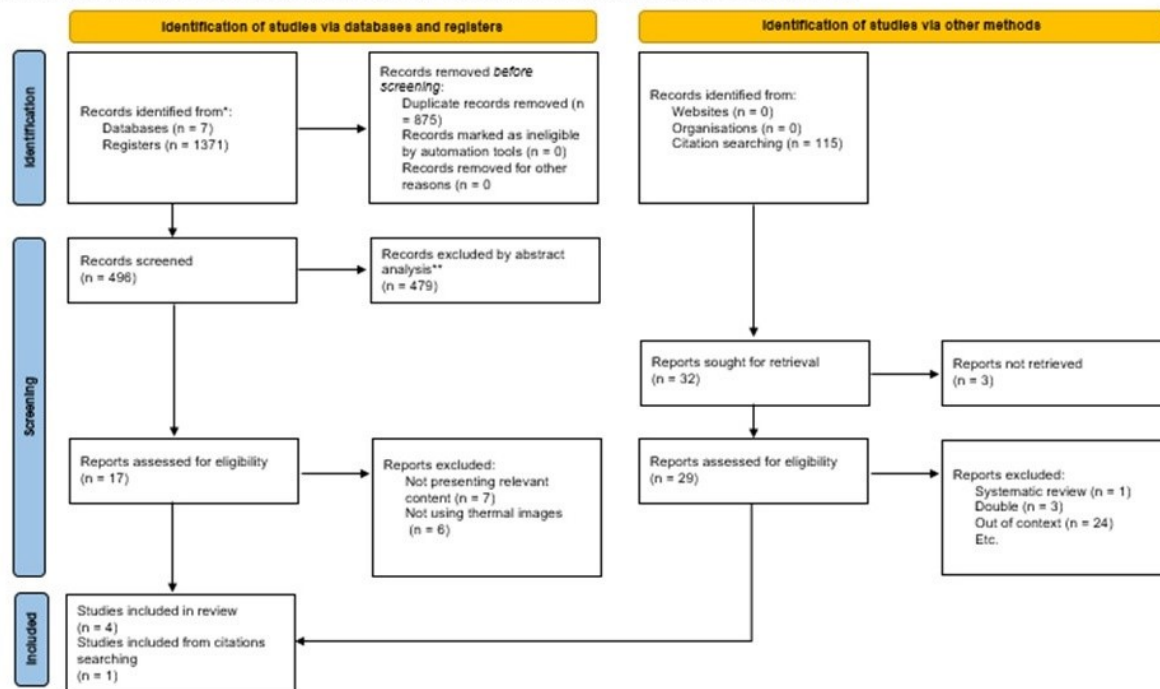 Identification of studies via databases and registers
Identification of studies via other methods
Identification
Records identified from*:
Databases (n = 7)
Registers (n = 1371)
Records removed before
screening:
Duplicate records removed (n
= 875)
Records marked as ineligible
by automation tools (n = 0)
Records removed for other
reasons (n = 0
Records identified from:
Websites (n = 0)
Organisations (n = 0)
Citation searching (n = 115)
Screening
Records screened
(n = 496)
Records excluded by abstract
analysis**
(n = 479)
Reports sought for retrieval
(n = 32)
Reports not retrieved
(n = 3)
Reports assessed for eligibility
(n = 17)
Reports excluded:
Not presenting relevant
content (n = 7)
Not using thermal images
(n = 6)
Reports assessed for eligibility
(n = 29)
Reports excluded:
Systematic review (n = 1)
Double (n = 3)
Out of context (n = 24)
Etc.
Included
Studies included in review
(n = 4)
Studies included from citations
searching
(n = 1)